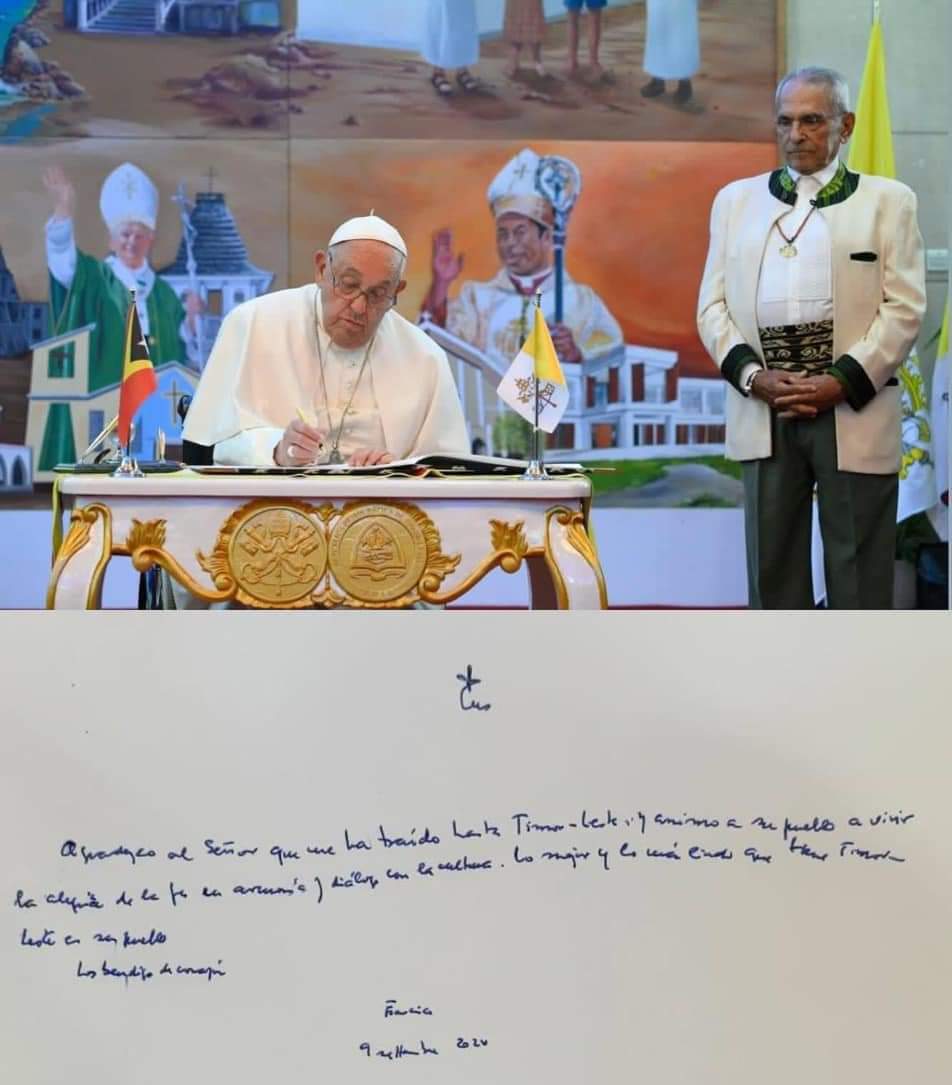 Agradezco al Señor que me ha traído hasta Timor-Leste; y animo a su pueblo a vivir
la alegría de la fe en armonía y diálogo con la cultura. Lo mejor y lo más lindo que tiene Timor-
Leste es su pueblo
Los bendigo de corazón
Francisco
9 settembre 2024